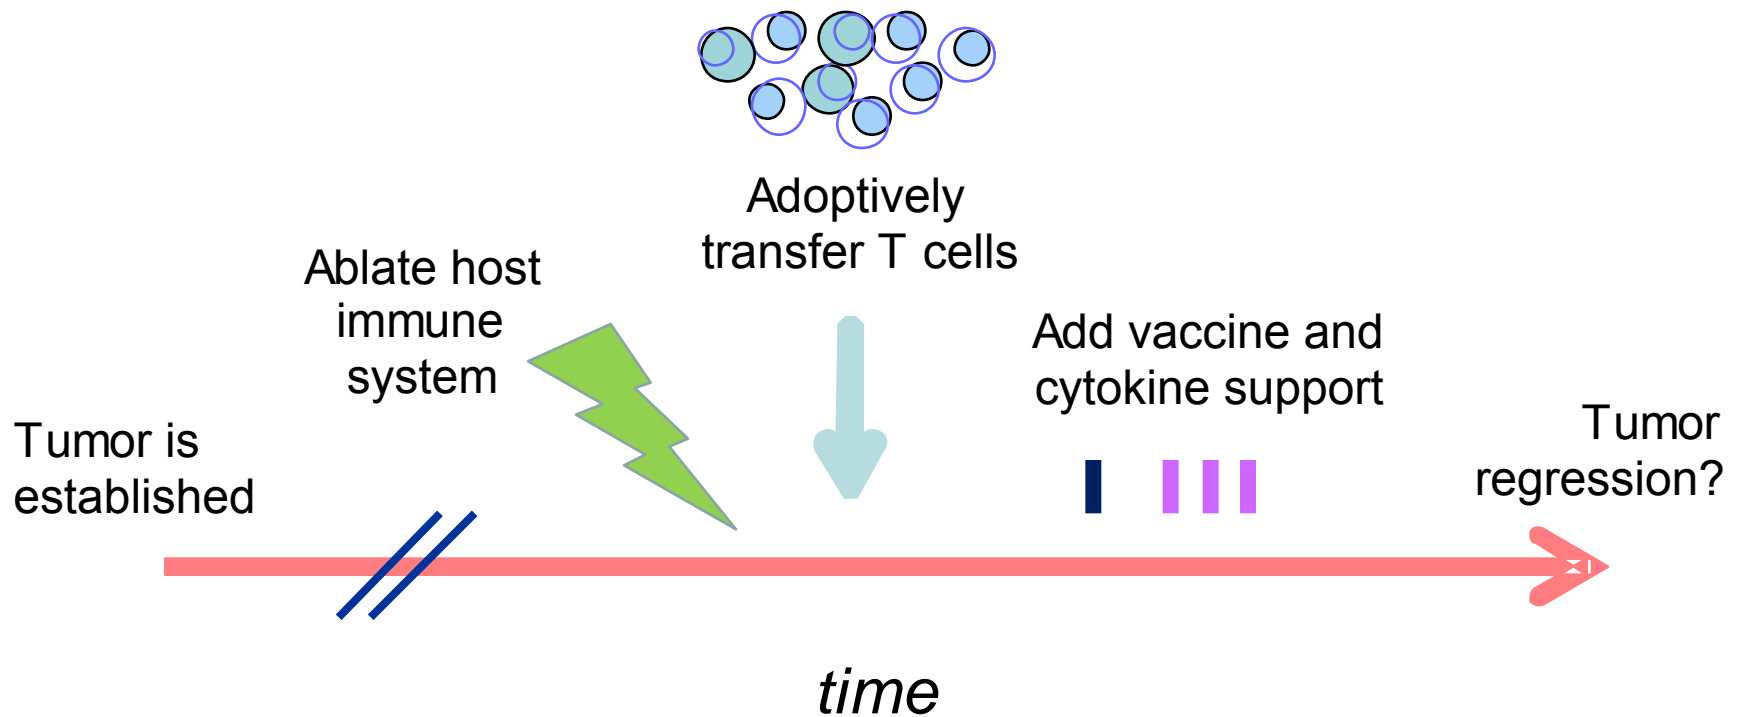 Adoptively
transfer T cells
Ablate host
immune
system
Add vaccine and
cytokine support
Tumor is
established
Tumor
regression?
time